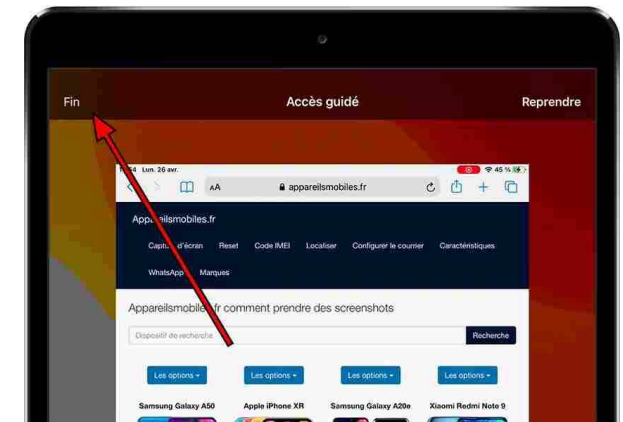 Fin Accès guidé Reprendre
Lun. 26 avr. 45 %
AA appareilsmobiles.fr
Appareilsmobiles.fr
Capture d'écran Reset Code IMEI Localiser Configurer le courrier Caractéristiques
WhatsApp Marques
Appareilsmobiles.fr comment prendre des screenshots
Dispositif de recherche Recherche
Les options Les options Les options Les options
Samsung Galaxy A50 Apple iPhone XR Samsung Galaxy A20e Xiaomi Redmi Note 9